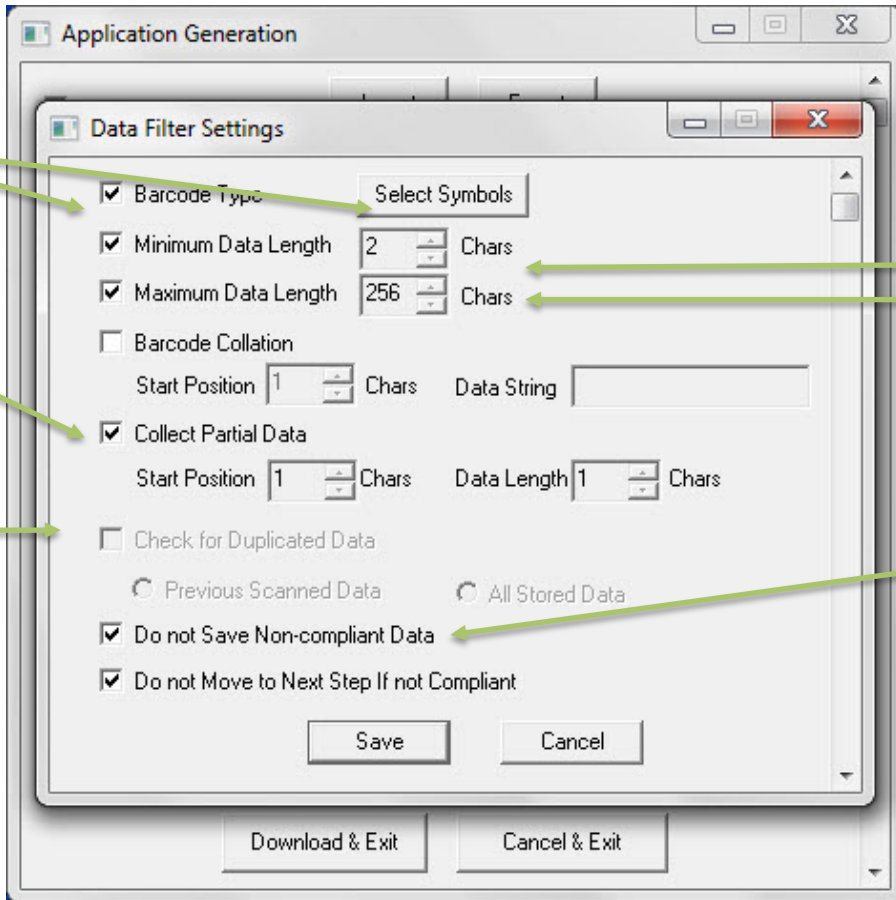 Application Generation
Data Filter Settings
Barcode Type Select Symbols
Minimum Data Length 2 Chars
Maximum Data Length 256 Chars
Barcode Collation
Start Position 1 Chars Data String
Collect Partial Data
Start Position 1 Chars Data Length 1 Chars
Check for Duplicated Data
Previous Scanned Data All Stored Data
Do not Save Non-compliant Data
Do not Move to Next Step If not Compliant
Save Cancel
Download & Exit Cancel & Exit